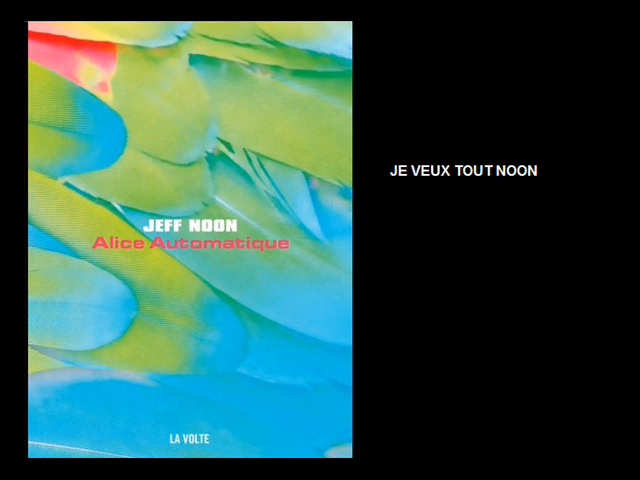 JEFF NOON
Alice Automatique
LA VOLTE
JE VEUX TOUT NOON